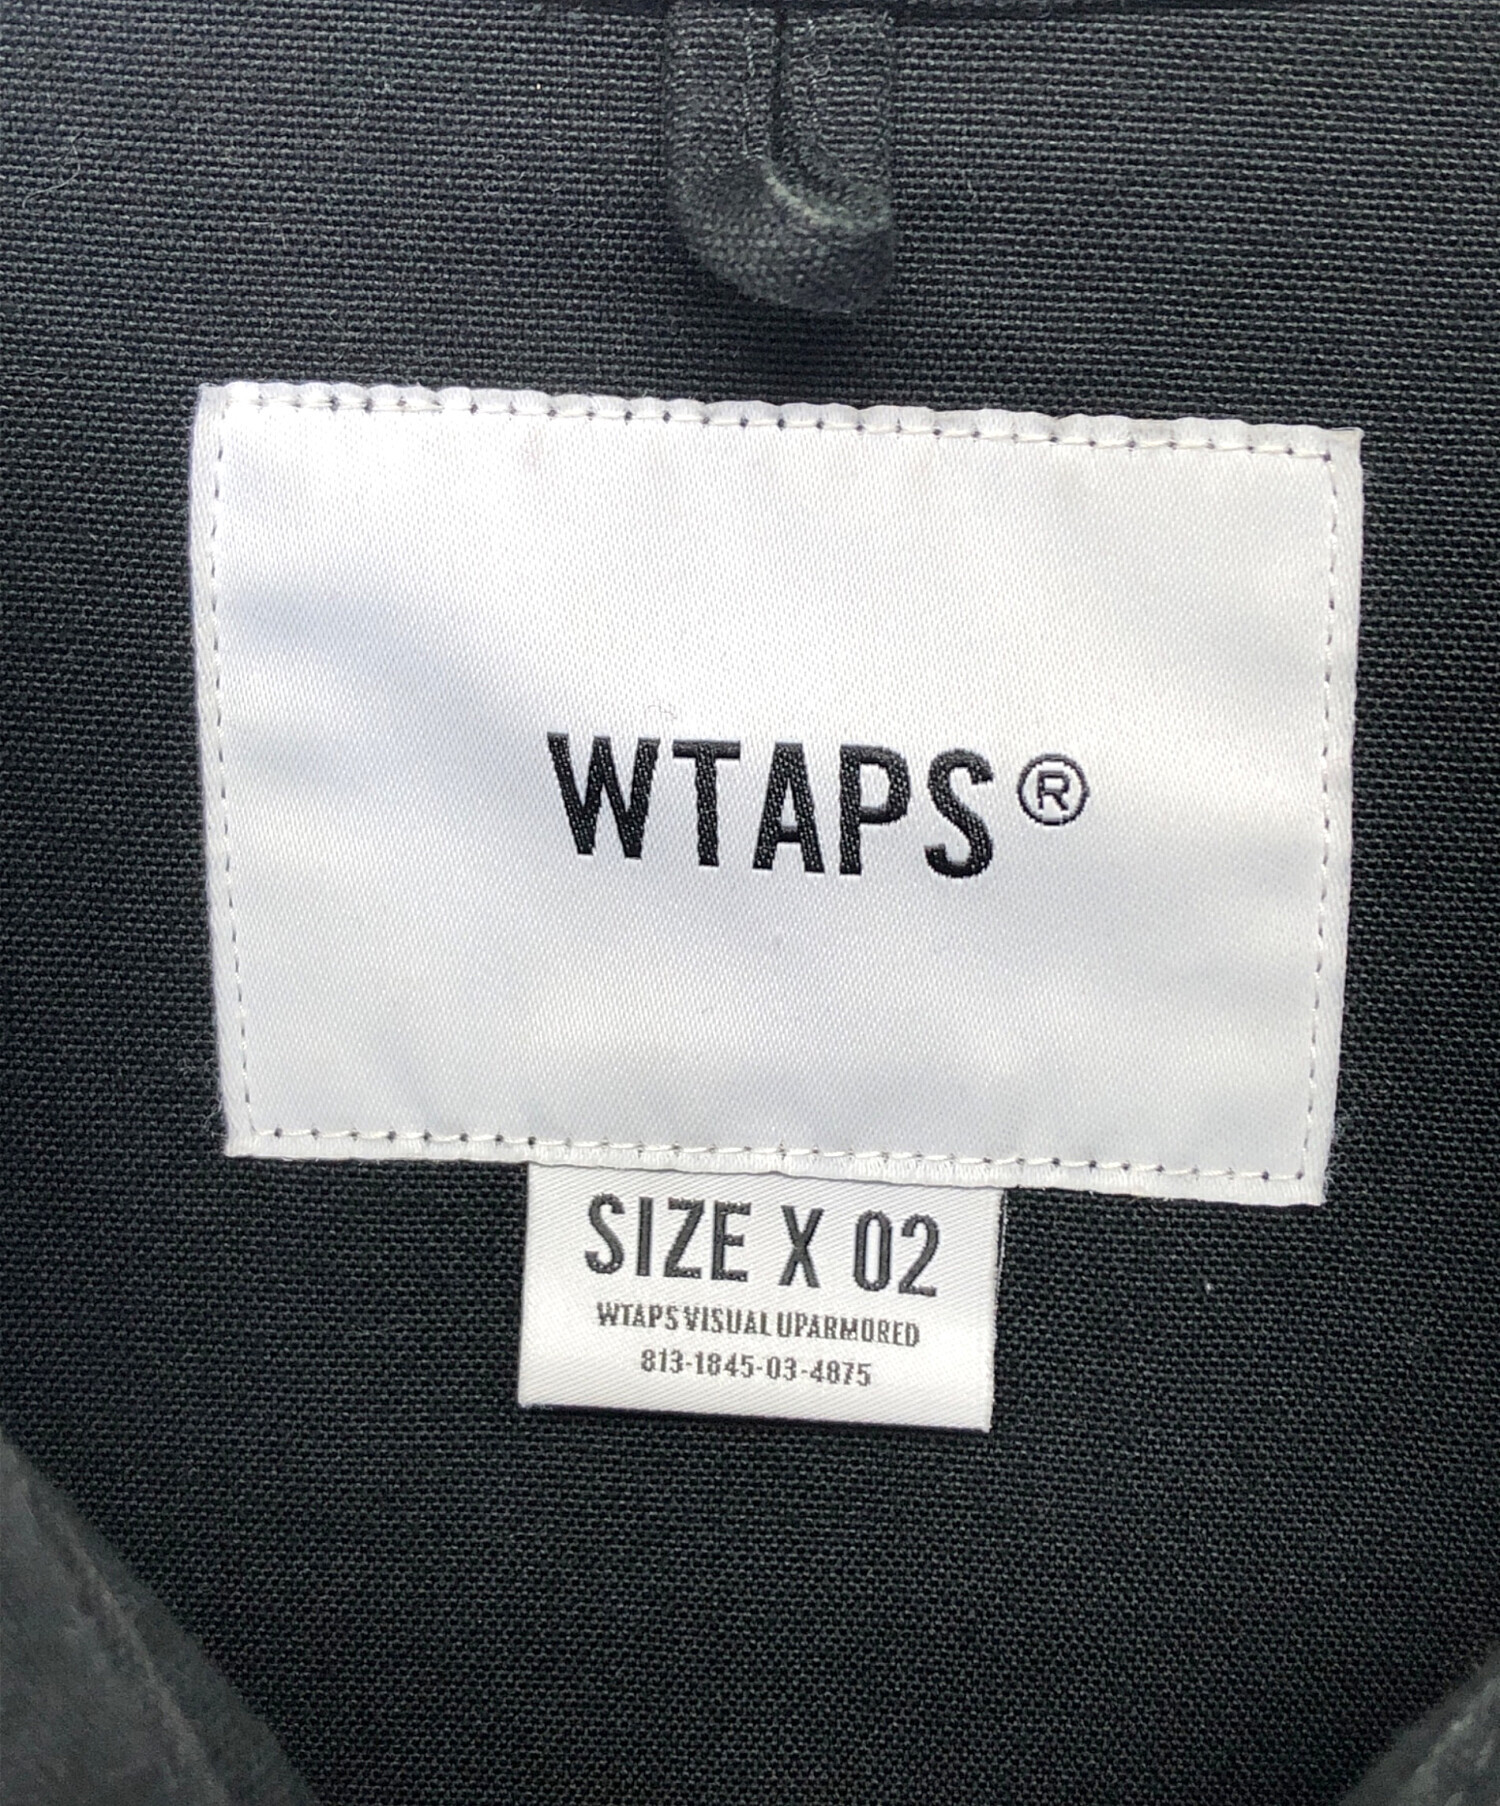 WTAPS®
SIZE X 02
WTAPS VISUAL UPARMORED
813-1845-03-4875